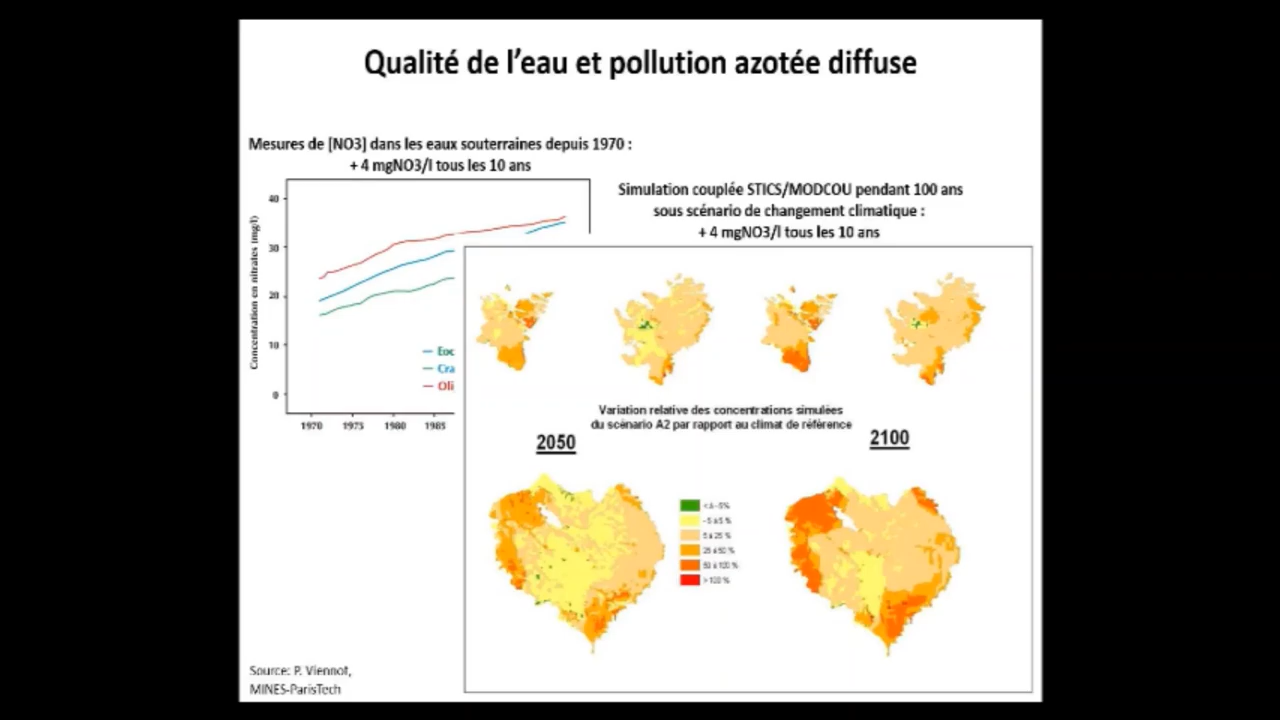 Qualité de l'eau et pollution azotée diffuse
Mesures de [NO3] dans les eaux souterraines depuis 1970 :
+ 4 mgNO3/l tous les 10 ans
Simulation couplée STICS/MODCOU pendant 100 ans
sous scénario de changement climatique :
+ 4 mgNO3/l tous les 10 ans
Concentration en nitrates (mg/l)
40
30
20
10
0
1970 1975 1980 1985
Eoc
Cra
Oli
Variation relative des concentrations simulées
du scénario A2 par rapport au climat de référence
2050
2100
-5 à 5 %
5 à 25 %
25 à 50 %
50 à 100 %
> 100 %
Source: P. Viennot,
MINES-ParisTech